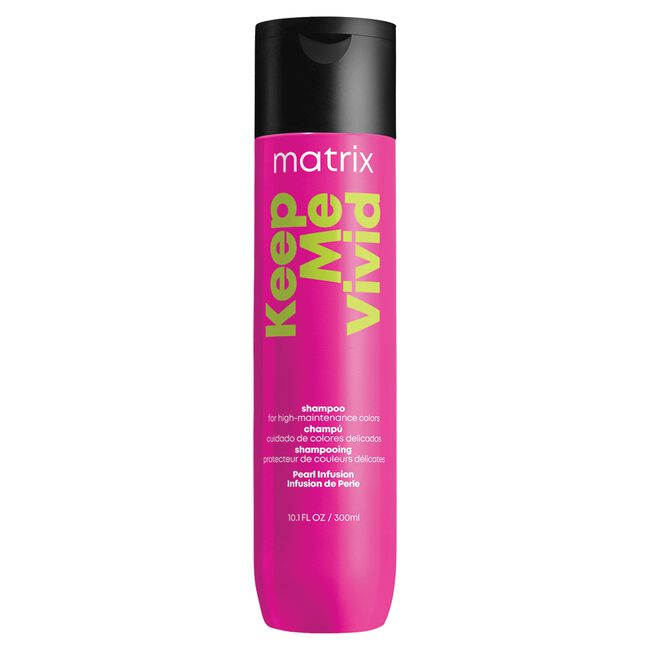 matrix
Keep
Me
Vivid
shampoo
for high-maintenance colors
champú
cuidado de colores delicados
shampooing
protecteur de couleurs délicates
Pearl Infusion
Infusion de Perle
10.1 FL OZ / 300ml